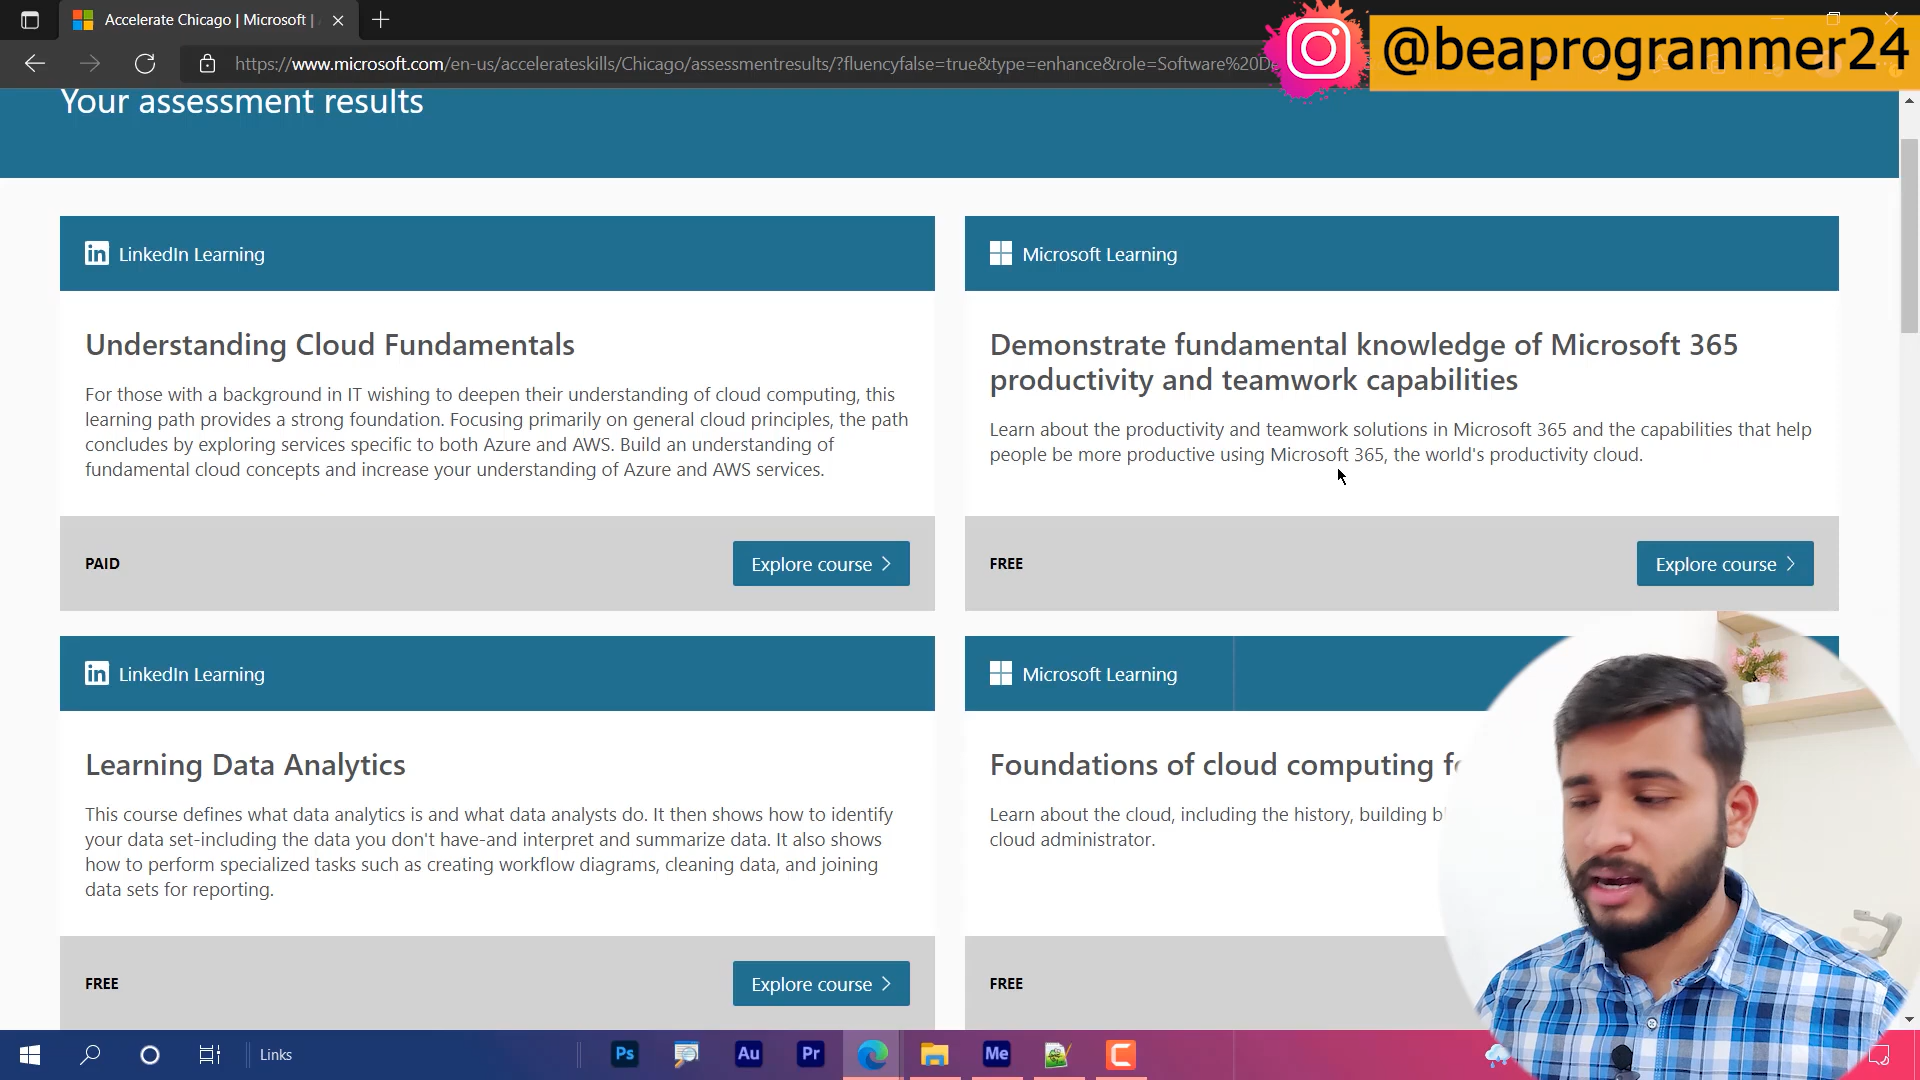 Accelerate Chicago | Microsoft |
@beaprogrammer24
https://www.microsoft.com/en-us/accelerateskills/Chicago/assessmentresults/?fluencyfalse=true&type=enhance&role=Software%20De
Your assessment results
in LinkedIn Learning
Microsoft Learning
Understanding Cloud Fundamentals
For those with a background in IT wishing to deepen their understanding of cloud computing, this
learning path provides a strong foundation. Focusing primarily on general cloud principles, the path
concludes by exploring services specific to both Azure and AWS. Build an understanding of
fundamental cloud concepts and increase your understanding of Azure and AWS services.
PAID
Explore course
Demonstrate fundamental knowledge of Microsoft 365
productivity and teamwork capabilities
Learn about the productivity and teamwork solutions in Microsoft 365 and the capabilities that help
people be more productive using Microsoft 365, the world's productivity cloud.
FREE
Explore course
in LinkedIn Learning
Microsoft Learning
Learning Data Analytics
This course defines what data analytics is and what data analysts do. It then shows how to identify
your data set-including the data you don't have-and interpret and summarize data. It also shows
how to perform specialized tasks such as creating workflow diagrams, cleaning data, and joining
data sets for reporting.
FREE
Explore course
Foundations of cloud computing
Learn about the cloud, including the history, building
cloud administrator.
FREE
Links
Ps
Au
Pr
Me